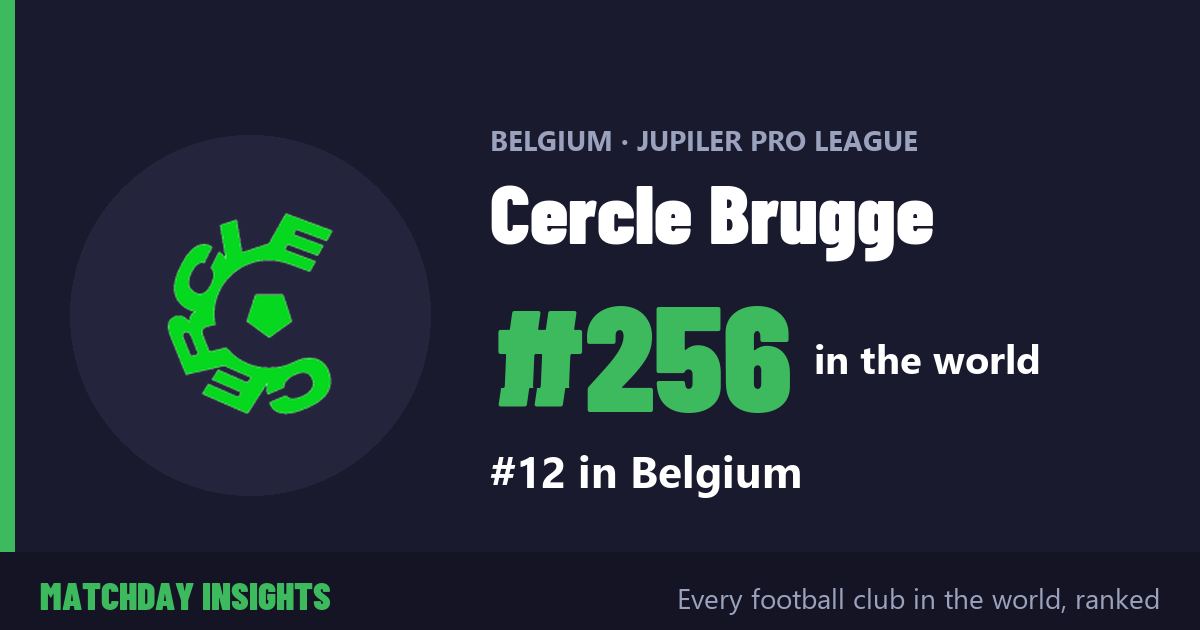 BELGIUM · JUPILER PRO LEAGUE
Cercle Brugge
CERCLE
#256 in the world
#12 in Belgium
MATCHDAY INSIGHTS
Every football club in the world, ranked